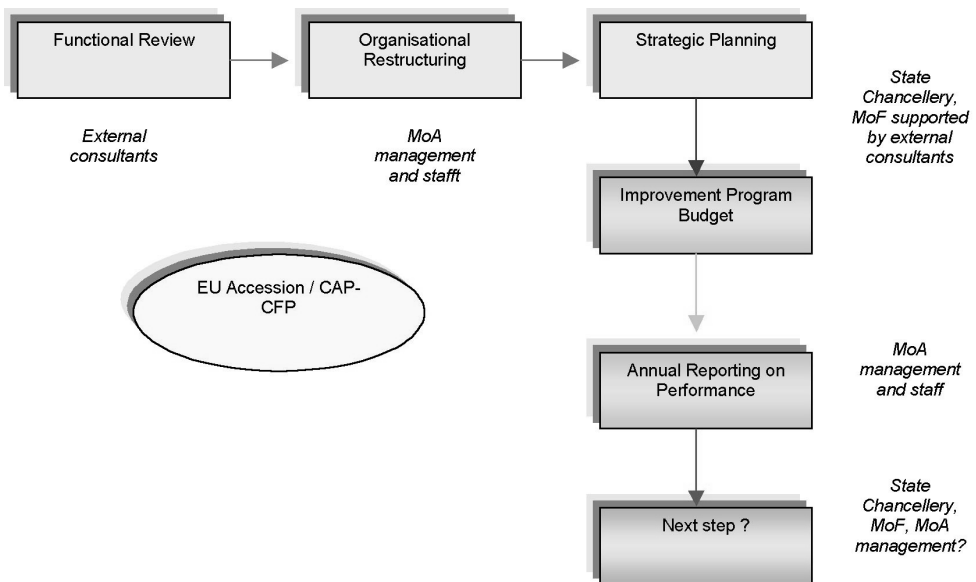 Functional Review
Organisational
Restructuring
Strategic Planning
External
consultants
MoA
management
and stafft
State
Chancellery,
MoF supported
by external
consultants
Improvement Program
Budget
EU Accession / CAP-
CFP
Annual Reporting on
Performance
MoA
management
and staff
Next step ?
State
Chancellery,
MoF, MoA
management?